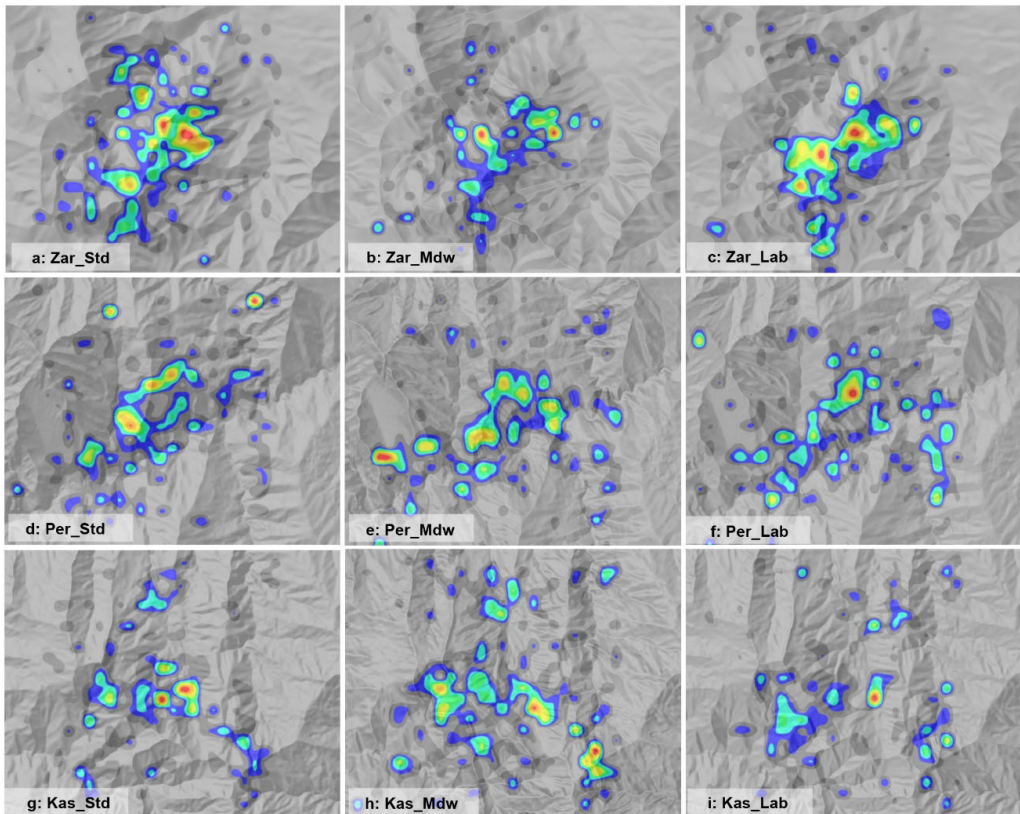 a: Zar_Std
b: Zar_Mdw
c: Zar_Lab
d: Per_Std
e: Per_Mdw
f: Per_Lab
g: Kas_Std
h: Kas_Mdw
i: Kas_Lab